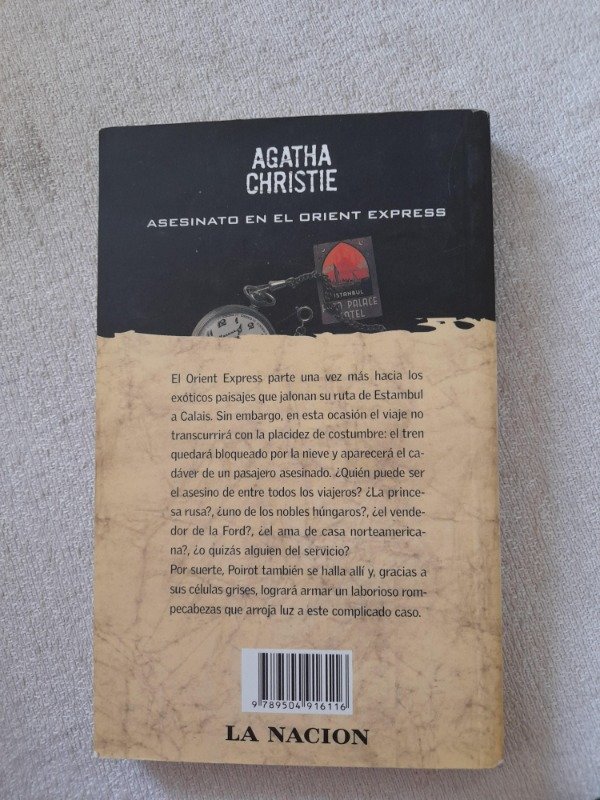 AGATHA
CHRISTIE
ASESINATO EN EL ORIENT EXPRESS
ISTANBUL
PALACE
El Orient Express parte una vez más hacia los
exóticos paisajes que jalonan su ruta de Estambul
a Calais. Sin embargo, en esta ocasión el viaje no
transcurrirá con la placidez de costumbre: el tren
quedará bloqueado por la nieve y aparecerá el ca-
dáver de un pasajero asesinado. ¿Quién puede ser
el asesino de entre todos los viajeros? ¿La prince-
sa rusa?, ¿uno de los nobles húngaros?, ¿el vende-
dor de la Ford?, ¿el ama de casa norteamerica-
na?, ¿o quizás alguien del servicio?
Por suerte, Poirot también se halla allí y, gracias a
sus células grises, logrará armar un laborioso rom-
pecabezas que arroja luz a este complicado caso.
9 789504 916116
LA NACION